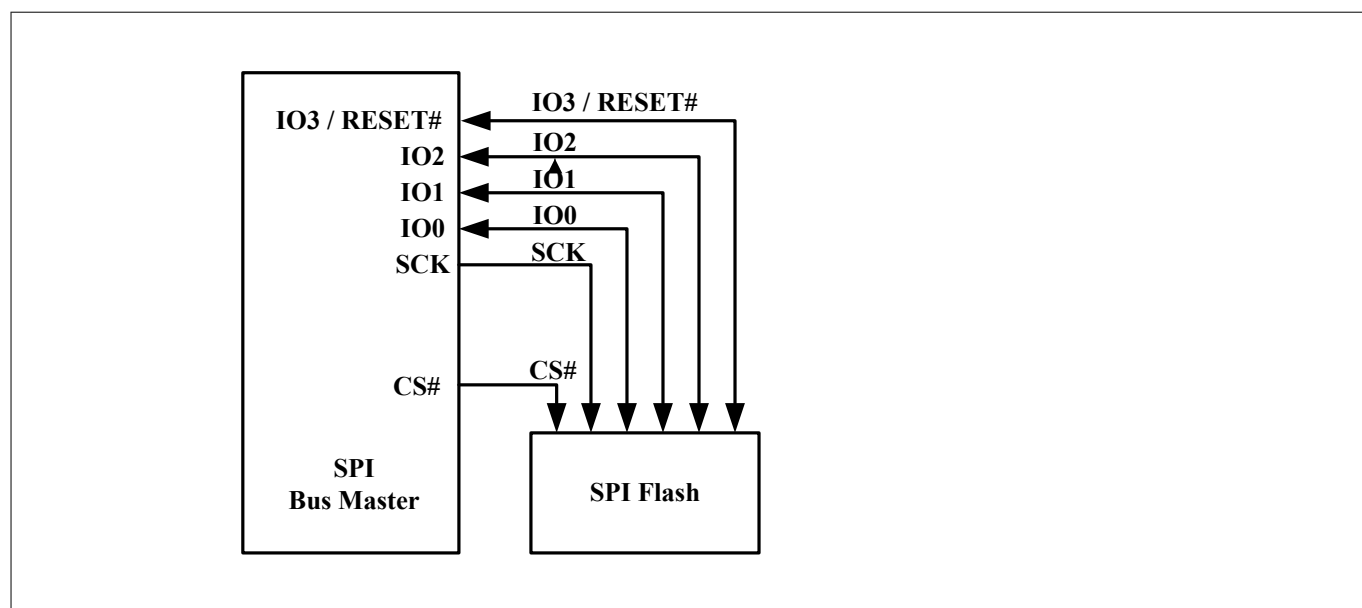 IO3 / RESET#
IO3 / RESET#
IO2
IO2
IO1
IO1
IO0
IO0
SCK
SCK
CS#
CS#
SPI
Bus Master
SPI Flash